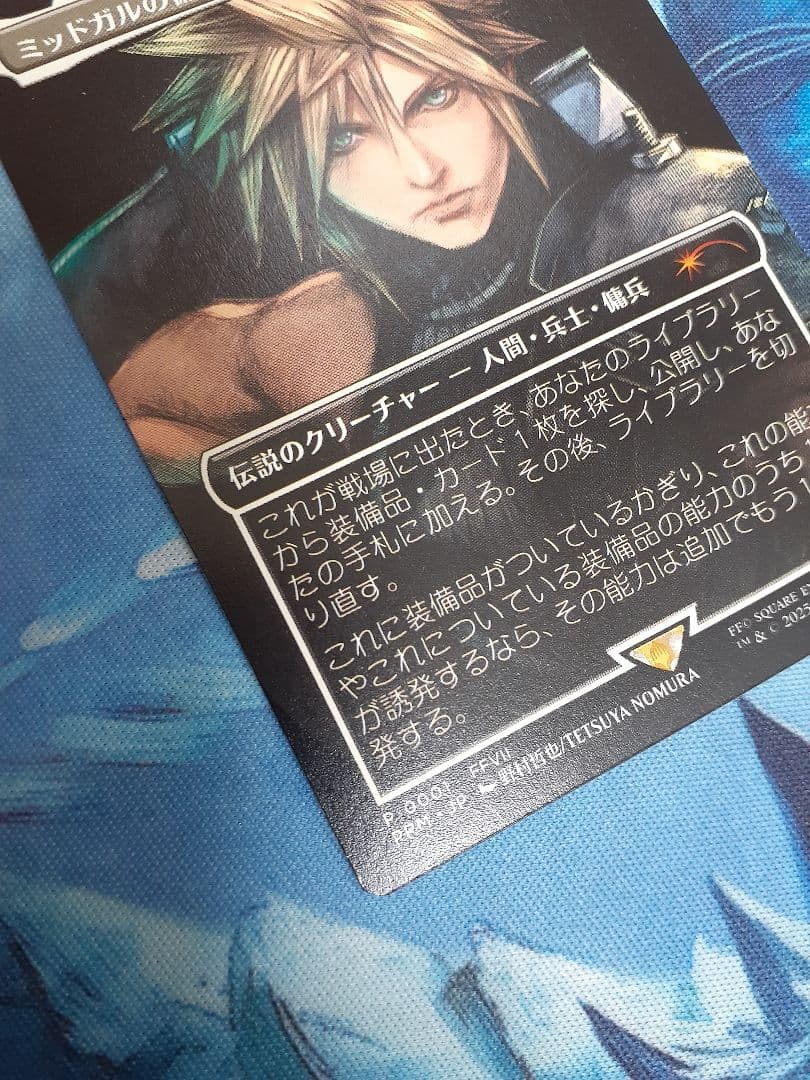 ミッドガルの
伝説のクリーチャー — 人間・兵士・傭兵
これが戦場に出たとき、あなたのライブラリー
から装備品・カード1枚を探し、公開し、あな
たの手札に加える。その後、ライブラリーを切
り直す。
これに装備品がついているかぎり、これの能
やこれについている装備品の能力のうち1
が誘発するなら、その能力は追加でもう1
発する。
P 0001 FFVII
PRM・JP 野村哲也/TETSUYA NOMURA
FF© SQUARE E
™ & © 202